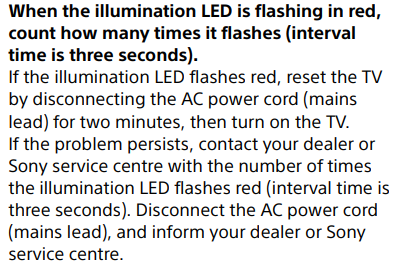 When the illumination LED is flashing in red,
count how many times it flashes (interval
time is three seconds).
If the illumination LED flashes red, reset the TV
by disconnecting the AC power cord (mains
lead) for two minutes, then turn on the TV.
If the problem persists, contact your dealer or
Sony service centre with the number of times
the illumination LED flashes red (interval time is
three seconds). Disconnect the AC power cord
(mains lead), and inform your dealer or Sony
service centre.